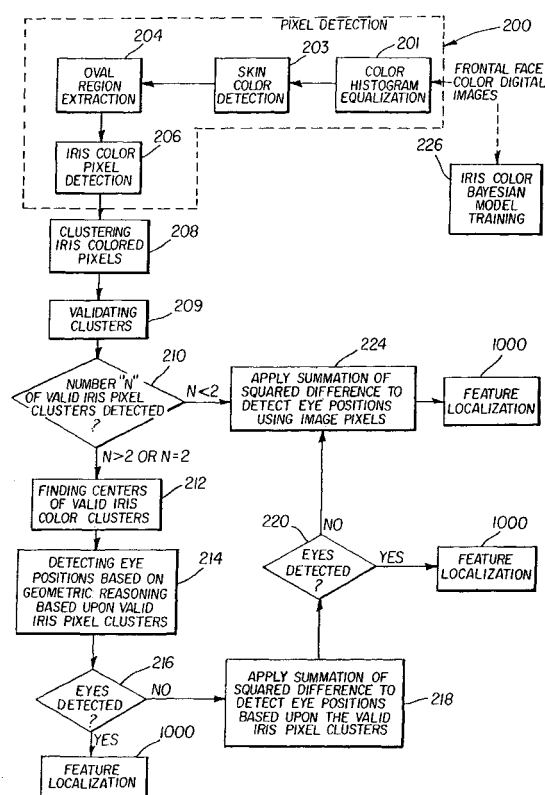 PIXEL DETECTION
200
204
203
201
OVAL
REGION
EXTRACTION
SKIN
COLOR
DETECTION
COLOR
HISTOGRAM
EQUALIZATION
FRONTAL FACE
COLOR DIGITAL
IMAGES
206
IRIS COLOR
PIXEL
DETECTION
226
IRIS COLOR
BAYESIAN
MODEL
TRAINING
208
CLUSTERING
IRIS COLORED
PIXELS
209
VALIDATING
CLUSTERS
210
NUMBER "N"
OF VALID IRIS PIXEL
CLUSTERS DETECTED
?
N<2
N>2 OR N=2
224
APPLY SUMMATION OF
SQUARED DIFFERENCE TO
DETECT EYE POSITIONS
USING IMAGE PIXELS
1000
FEATURE
LOCALIZATION
212
FINDING CENTERS
OF VALID IRIS
COLOR CLUSTERS
214
DETECTING EYE
POSITIONS BASED ON
GEOMETRIC REASONING
BASED UPON VALID
IRIS PIXEL CLUSTERS
220
NO
EYES
DETECTED
?
YES
1000
FEATURE
LOCALIZATION
216
EYES
DETECTED
?
NO
YES
APPLY SUMMATION OF
SQUARED DIFFERENCE TO
DETECT EYE POSITIONS
BASED UPON THE VALID
IRIS PIXEL CLUSTERS
218
1000
FEATURE
LOCALIZATION